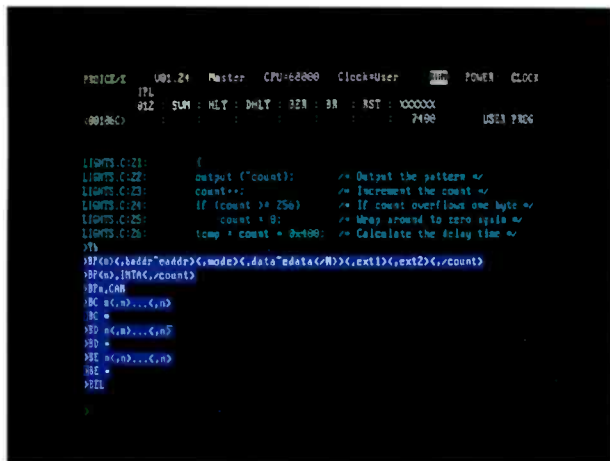 PROICE/X V01.24 Master CPU=68000 Clock=User POWER CLOCK
IPL
012 : SUM : HLT : DHLT : BER : BR : RST : XXXXXX
<00106C> : : : : : : : 7400 USER PROG
LIGHTS.C:21: {
LIGHTS.C:22: output (~count); /* Output the pattern */
LIGHTS.C:23: count++; /* Increment the count */
LIGHTS.C:24: if (count >= 256) /* If count overflows one byte */
LIGHTS.C:25: count = 0; /* Wrap around to zero again */
LIGHTS.C:26: temp = count * 0x400; /* Calculate the delay time */
>Th
>BP(n)<,baddr~eaddr><,mode><,data~edata</N>><,ext1><,ext2><,/count>
>BP(n),INTA<,/count>
>BPn,CAN
>BC n<,n>...<,n>
>BC *
>BD n<,n>...<,n>
>BD *
>BE n<,n>...<,n>
>BE *
>BEL
>